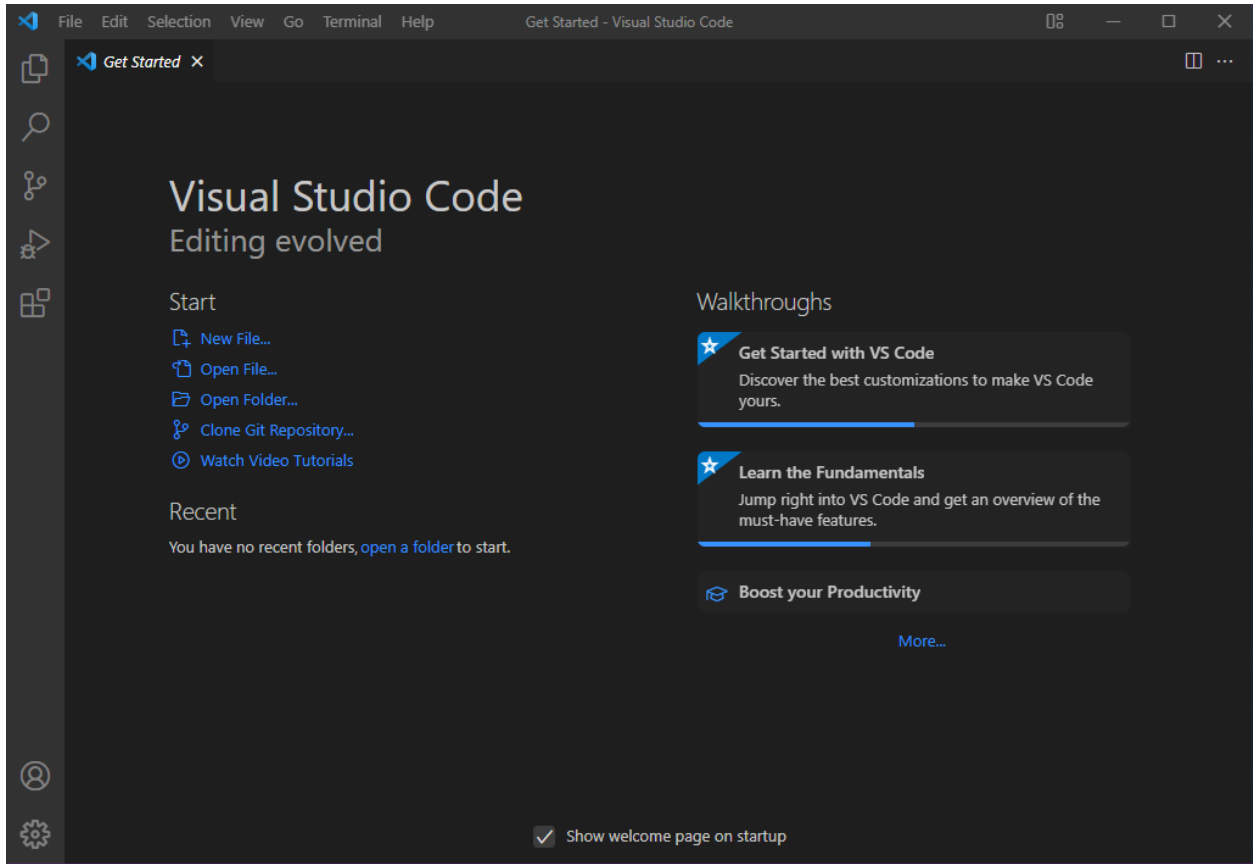 File Edit Selection View Go Terminal Help Get Started - Visual Studio Code
Get Started
Visual Studio Code
Editing evolved
Start
New File...
Open File...
Open Folder...
Clone Git Repository...
Watch Video Tutorials
Recent
You have no recent folders, open a folder to start.
Walkthroughs
Get Started with VS Code
Discover the best customizations to make VS Code
yours.
Learn the Fundamentals
Jump right into VS Code and get an overview of the
must-have features.
Boost your Productivity
More...
Show welcome page on startup